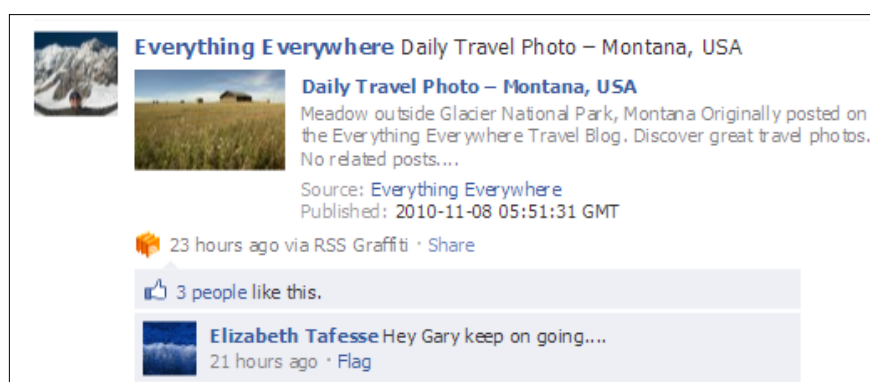 Everything Everywhere Daily Travel Photo – Montana, USA
Daily Travel Photo – Montana, USA
Meadow outside Glacier National Park, Montana Originally posted on
the Everything Everywhere Travel Blog. Discover great travel photos.
No related posts....
Source: Everything Everywhere
Published: 2010-11-08 05:51:31 GMT
23 hours ago via RSS Graffiti · Share
3 people like this.
Elizabeth Tafesse Hey Gary keep on going....
21 hours ago · Flag